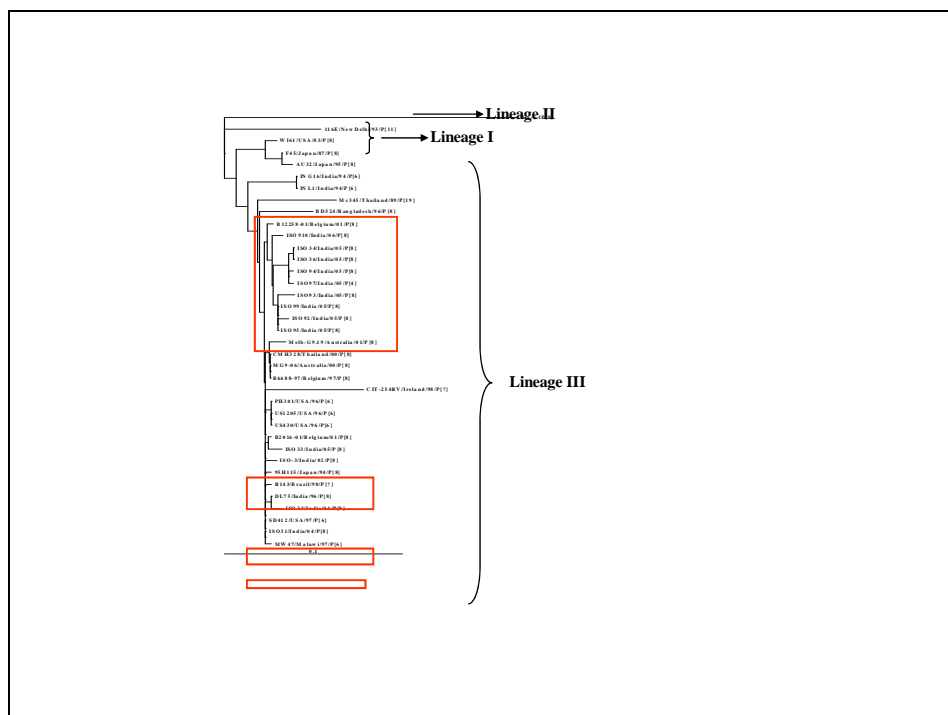 Lineage II
116E/New Delhi/93/P[11]
Lineage I
WI61/USA/83/P[8]
F45/Japan/87/P[8]
AU32/Japan/95/P[8]
ING16/India/94/P[6]
INL1/India/94/P[6]
Mc345/Thailand/89/P[19]
BD524/Bangladesh/96/P[8]
B12258-01/Belgium/01/P[8]
ISO910/India/06/P[8]
ISO34/India/05/P[8]
ISO36/India/05/P[8]
ISO94/India/05/P[8]
ISO97/India/05/P[4]
ISO93/India/05/P[8]
ISO99/India/05/P[8]
ISO92/India/05/P[8]
ISO95/India/05/P[8]
Melb-G9.19/Australia/01/P[8]
CMH328/Thailand/00/P[8]
MG9-06/Australia/00/P[8]
R6688-97/Belgium/97/P[8]
Lineage III
CIT-254RV/Ireland/98/P[?]
PH301/USA/96/P[6]
US1205/USA/96/P[6]
US430/USA/96/P[6]
B2016-01/Belgium/01/P[8]
ISO33/India/05/P[8]
ISO-3/India/02/P[8]
95H115/Japan/94/P[8]
R143/Brazil/98/P[?]
DL75/India/96/P[8]
SD412/USA/97/P[6]
ISO31/India/04/P[8]
MW47/Malawi/97/P[6]
0.1